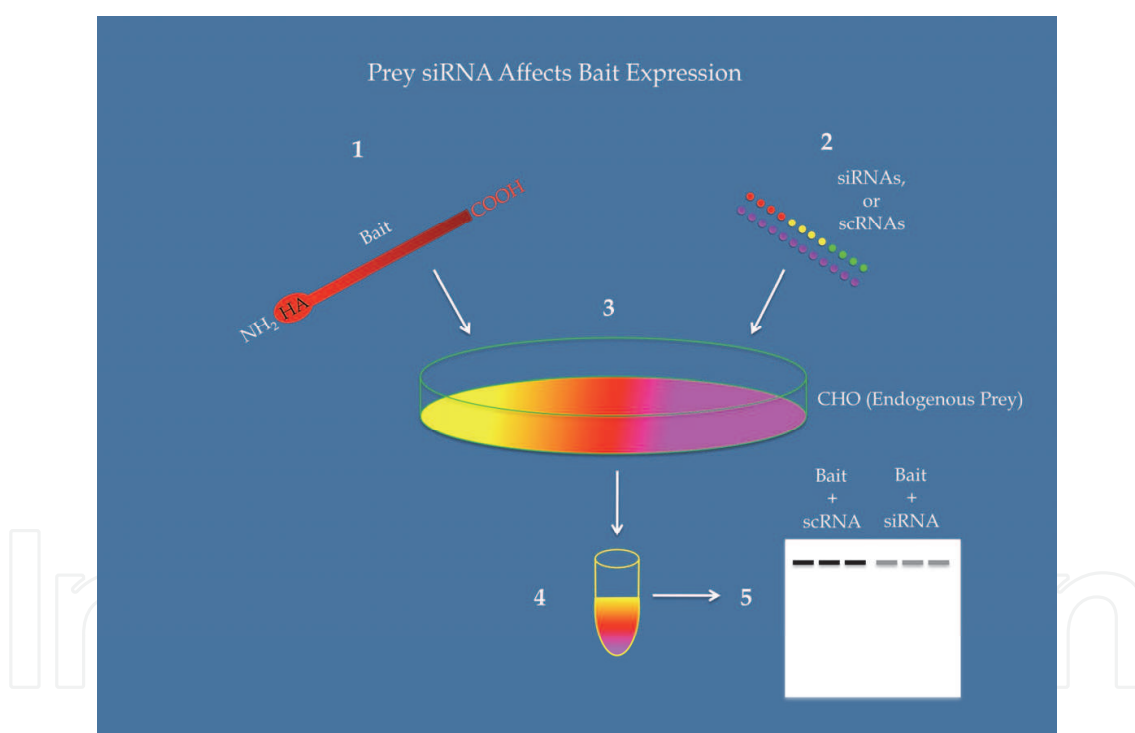 Prey siRNA Affects Bait Expression
1
2
siRNAs,
or
scRNAs
COOH
Bait
HA
NH₂
3
CHO (Endogenous Prey)
Bait
+
scRNA
Bait
+
siRNA
4
5